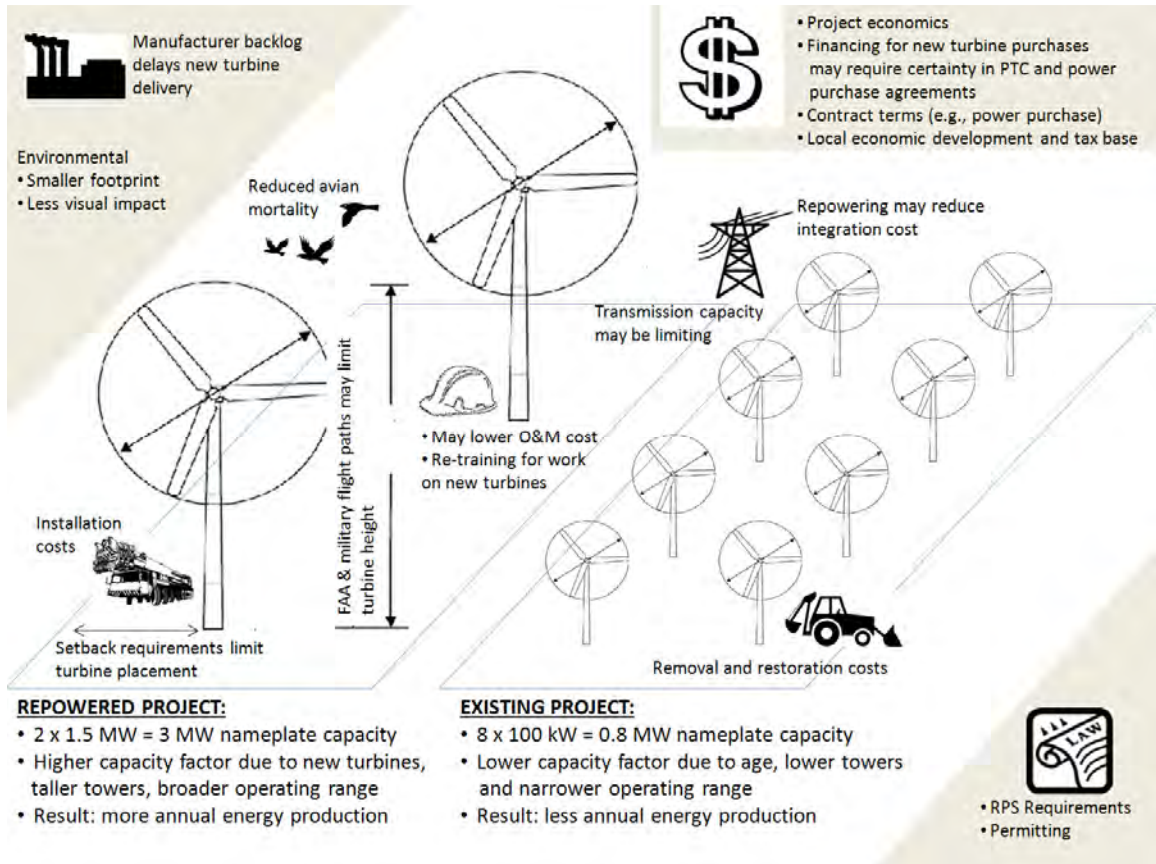 Manufacturer backlog
delays new turbine
delivery
• Project economics
• Financing for new turbine purchases
may require certainty in PTC and power
purchase agreements
• Contract terms (e.g., power purchase)
• Local economic development and tax base
Environmental
• Smaller footprint
• Less visual impact
Reduced avian
mortality
Repowering may reduce
integration cost
Transmission capacity
may be limiting
FAA & military flight paths may limit
turbine height
• May lower O&M cost
• Re-training for work
on new turbines
Installation
costs
Setback requirements limit
turbine placement
Removal and restoration costs
REPOWERED PROJECT:
• 2 x 1.5 MW = 3 MW nameplate capacity
• Higher capacity factor due to new turbines,
taller towers, broader operating range
• Result: more annual energy production
EXISTING PROJECT:
• 8 x 100 kW = 0.8 MW nameplate capacity
• Lower capacity factor due to age, lower towers
and narrower operating range
• Result: less annual energy production
LAW
• RPS Requirements
• Permitting